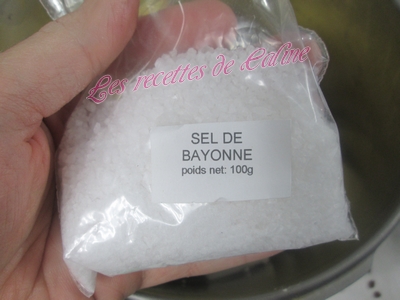 Les recettes de Caline
SEL DE
BAYONNE
poids net: 100g